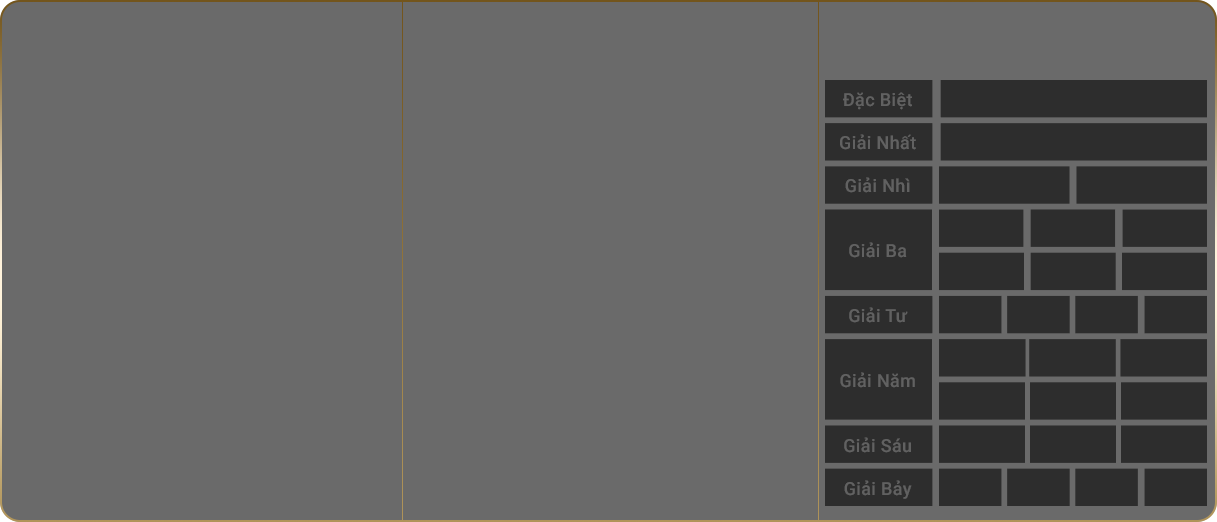 Đặc Biệt
Giải Nhất
Giải Nhì
Giải Ba
Giải Tư
Giải Năm
Giải Sáu
Giải Bảy